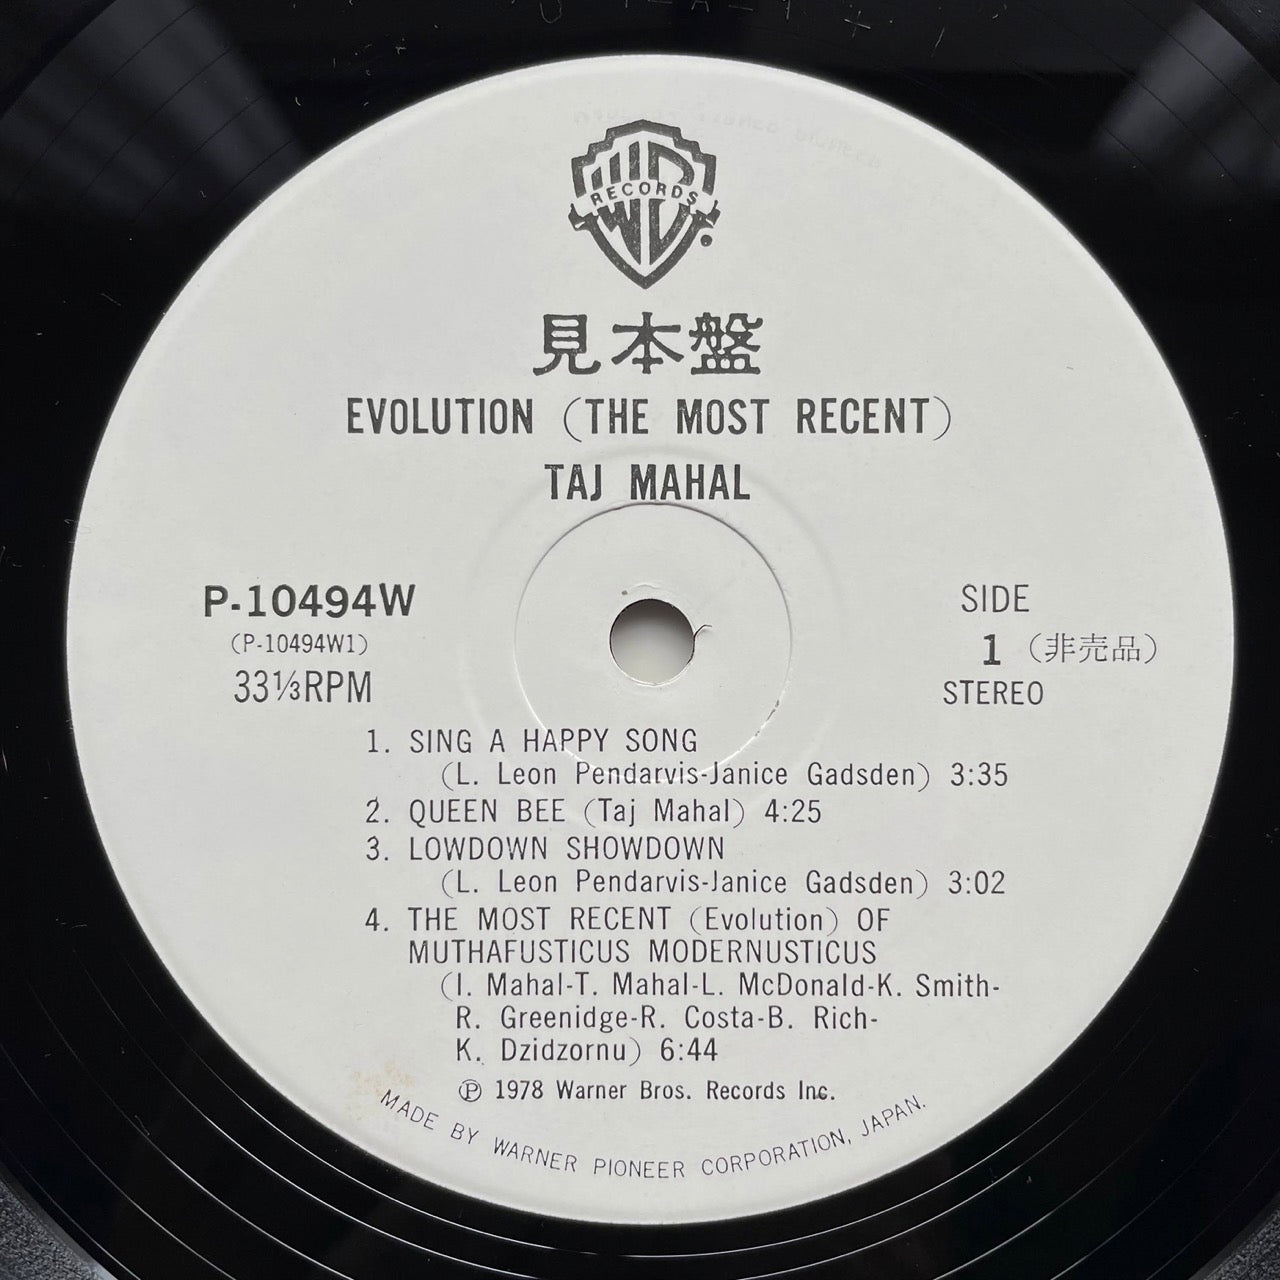 WB
RECORDS
見本盤
EVOLUTION (THE MOST RECENT)
TAJ MAHAL
P-10494W
(P-10494W1)
33⅓RPM
SIDE
1 (非売品)
STEREO
1. SING A HAPPY SONG
(L. Leon Pendarvis-Janice Gadsden) 3:35
2. QUEEN BEE (Taj Mahal) 4:25
3. LOWDOWN SHOWDOWN
(L. Leon Pendarvis-Janice Gadsden) 3:02
4. THE MOST RECENT (Evolution) OF
MUTHAFUSTICUS MODERNUSTICUS
(I. Mahal-T. Mahal-L. McDonald-K. Smith-
R. Greenidge-R. Costa-B. Rich-
K. Dzidzornu) 6:44
Ⓟ 1978 Warner Bros. Records Inc.
MADE BY WARNER PIONEER CORPORATION, JAPAN.